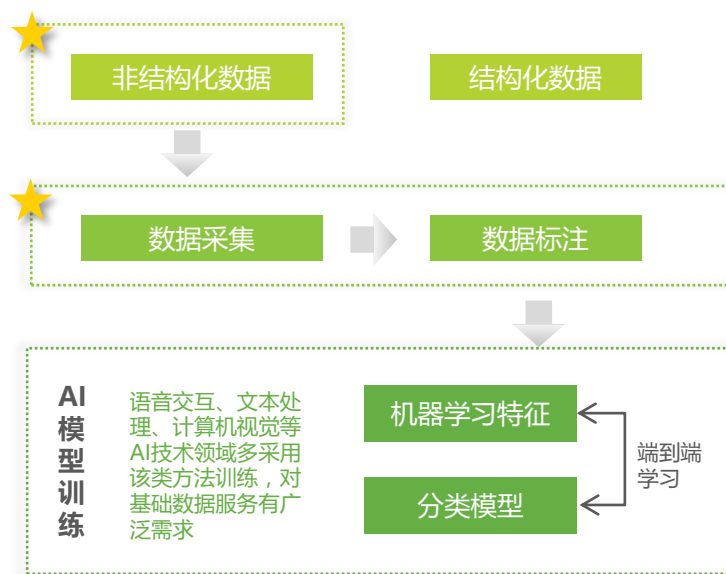 非结构化数据
结构化数据
数据采集
数据标注
AI
模
型
训
练
语音交互、文本处
理、计算机视觉等
AI技术领域多采用
该类方法训练，对
基础数据服务有广
泛需求
机器学习特征
分类模型
端到端
学习